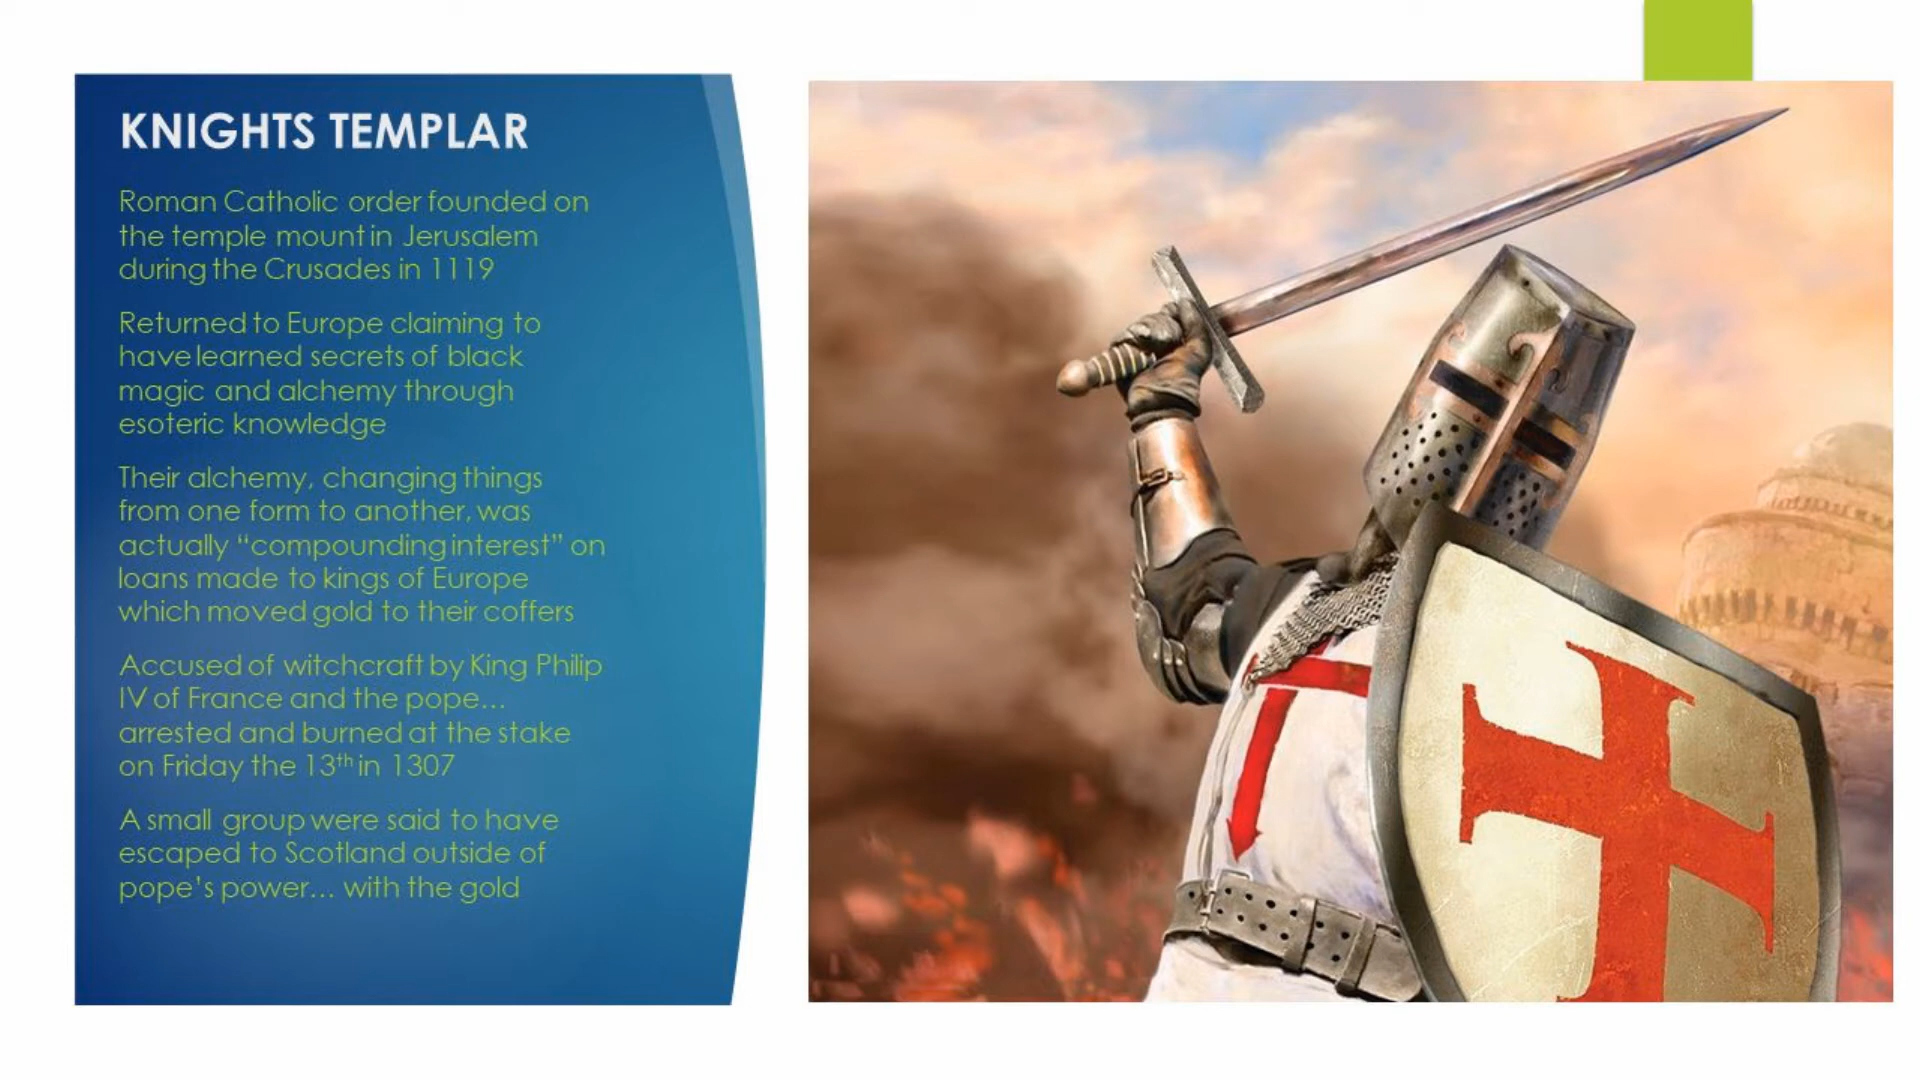 KNIGHTS TEMPLAR
Roman Catholic order founded on
the temple mount in Jerusalem
during the Crusades in 1119
Returned to Europe claiming to
have learned secrets of black
magic and alchemy through
esoteric knowledge
Their alchemy, changing things
from one form to another, was
actually “compounding interest” on
loans made to kings of Europe
which moved gold to their coffers
Accused of witchcraft by King Philip
IV of France and the pope…
arrested and burned at the stake
on Friday the 13th in 1307
A small group were said to have
escaped to Scotland outside of
pope’s power… with the gold